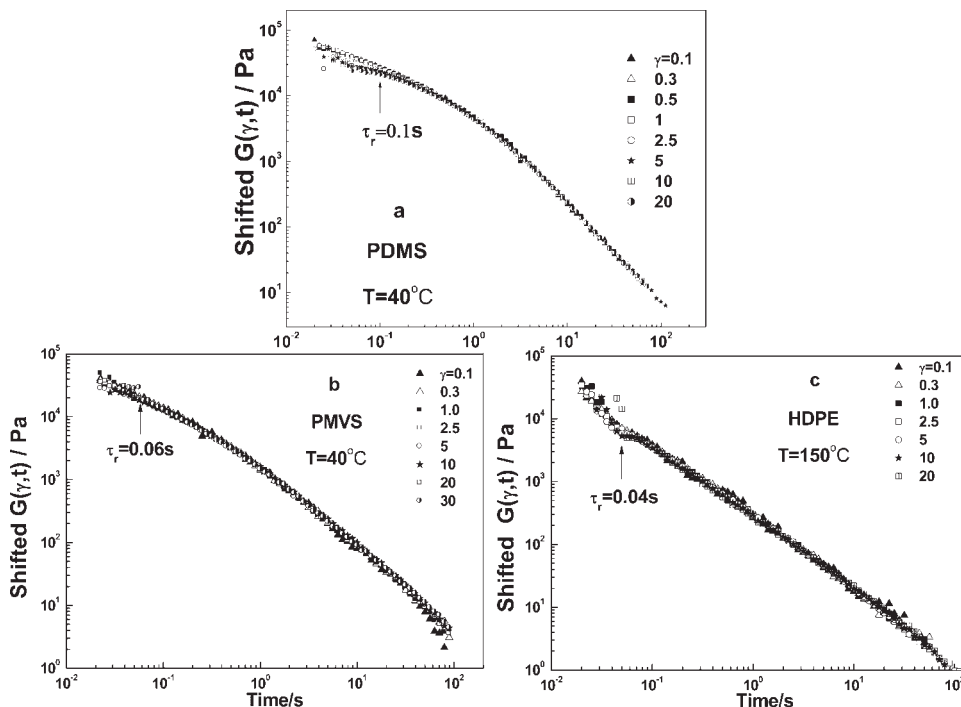 a
PDMS
T=40°C
τr=0.1s
Shifted G(γ,t) / Pa
10^5
10^4
10^3
10^2
10^1
10^-2
10^-1
10^0
10^1
10^2
γ=0.1
0.3
0.5
1
2.5
5
10
20
b
PMVS
T=40°C
τr=0.06s
Shifted G(γ,t) / Pa
10^5
10^4
10^3
10^2
10^1
10^0
10^-2
10^-1
10^0
10^1
10^2
Time/s
γ=0.1
0.3
1.0
2.5
5
10
20
30
c
HDPE
T=150°C
τr=0.04s
Shifted G(γ,t) / Pa
10^5
10^4
10^3
10^2
10^1
10^0
10^-2
10^-1
10^0
10^1
10^2
Time/s
γ=0.1
0.3
1.0
2.5
5
10
20